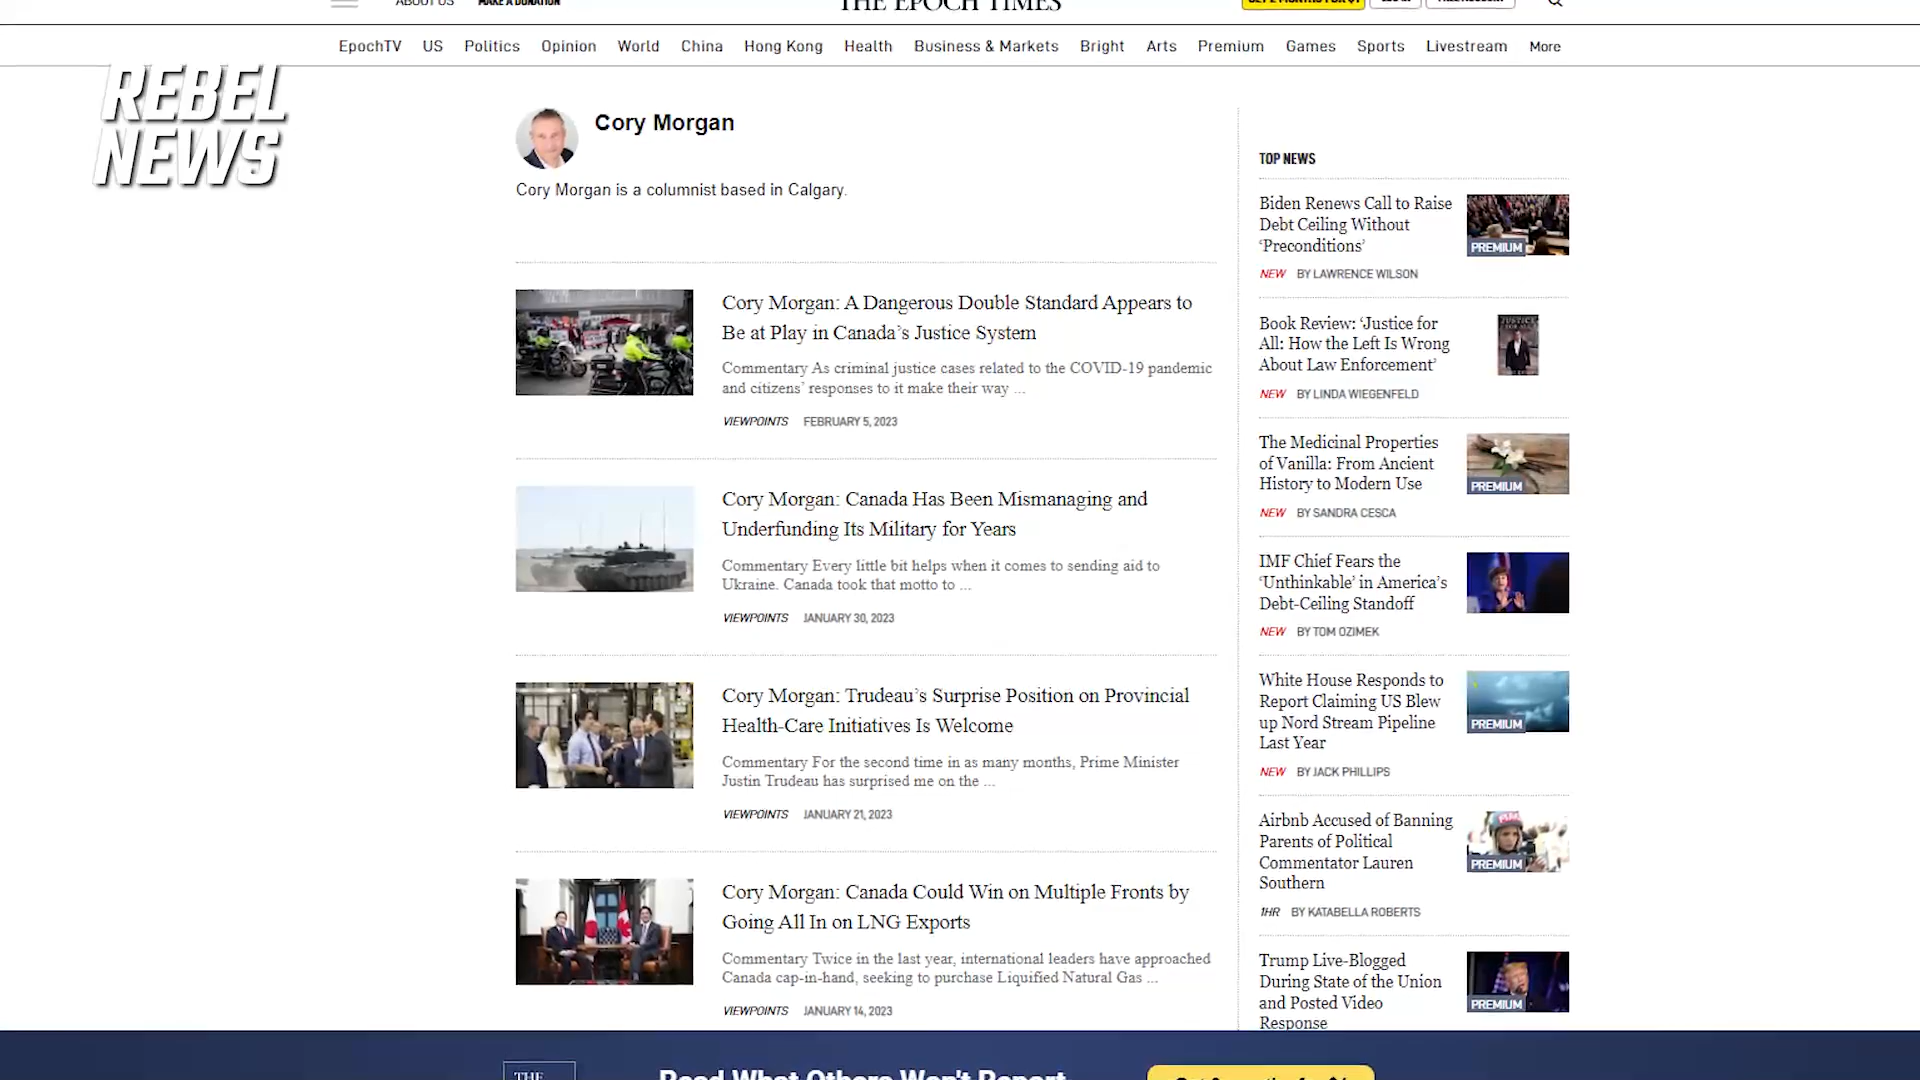 ABOUT US MAKE A DONATION
THE EPOCH TIMES
EpochTV US Politics Opinion World China Hong Kong Health Business & Markets Bright Arts Premium Games Sports Livestream More
REBEL
NEWS
Cory Morgan
Cory Morgan is a columnist based in Calgary.
Cory Morgan: A Dangerous Double Standard Appears to
Be at Play in Canada’s Justice System
Commentary As criminal justice cases related to the COVID-19 pandemic
and citizens’ responses to it make their way ...
VIEWPOINTS FEBRUARY 5, 2023
Cory Morgan: Canada Has Been Mismanaging and
Underfunding Its Military for Years
Commentary Every little bit helps when it comes to sending aid to
Ukraine. Canada took that motto to ...
VIEWPOINTS JANUARY 30, 2023
Cory Morgan: Trudeau’s Surprise Position on Provincial
Health-Care Initiatives Is Welcome
Commentary For the second time in as many months, Prime Minister
Justin Trudeau has surprised me on the ...
VIEWPOINTS JANUARY 21, 2023
Cory Morgan: Canada Could Win on Multiple Fronts by
Going All In on LNG Exports
Commentary Twice in the last year, international leaders have approached
Canada cap-in-hand, seeking to purchase Liquified Natural Gas ...
VIEWPOINTS JANUARY 14, 2023
TOP NEWS
Biden Renews Call to Raise
Debt Ceiling Without
‘Preconditions’
PREMIUM
NEW BY LAWRENCE WILSON
Book Review: ‘Justice for
All: How the Left Is Wrong
About Law Enforcement’
NEW BY LINDA WIEGENFELD
The Medicinal Properties
of Vanilla: From Ancient
History to Modern Use
PREMIUM
NEW BY SANDRA CESCA
IMF Chief Fears the
‘Unthinkable’ in America’s
Debt-Ceiling Standoff
NEW BY TOM OZIMEK
White House Responds to
Report Claiming US Blew
up Nord Stream Pipeline
Last Year
PREMIUM
NEW BY JACK PHILLIPS
Airbnb Accused of Banning
Parents of Political
Commentator Lauren
Southern
PREMIUM
1HR BY KATABELLA ROBERTS
Trump Live-Blogged
During State of the Union
and Posted Video
Response
PREMIUM
THE
Read What Others Won't Report